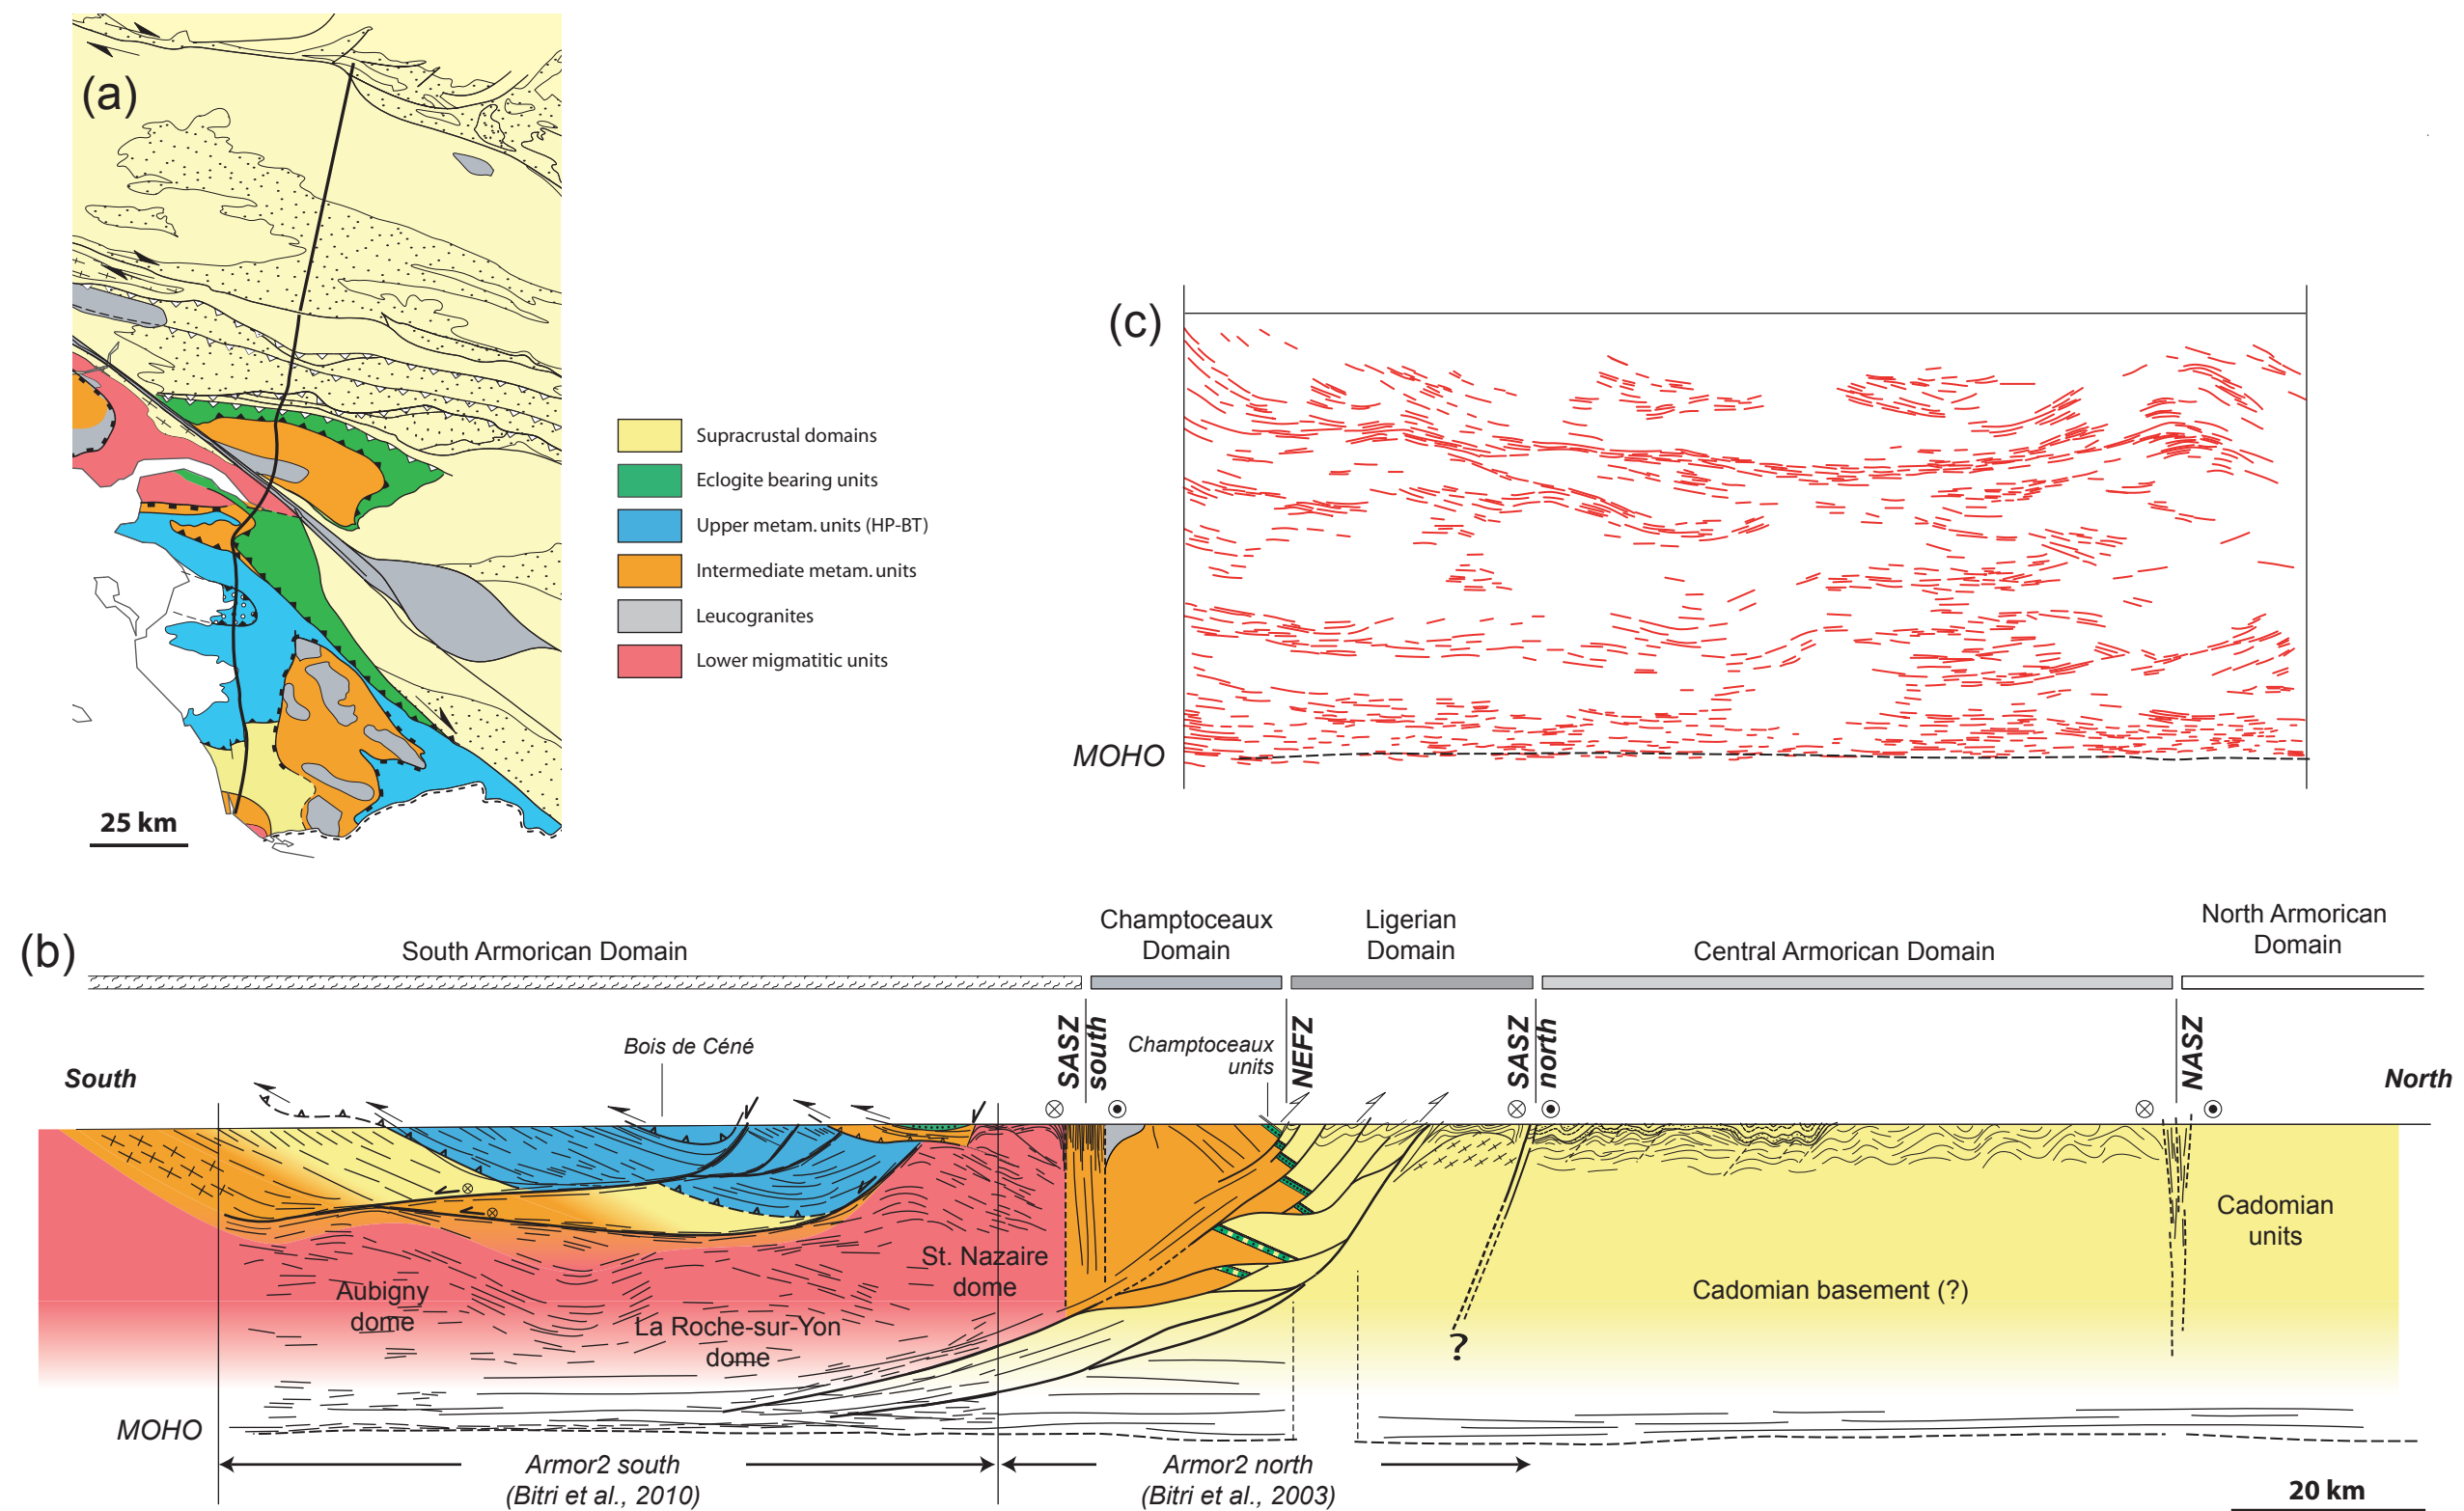 (a)
25 km
Supracrustal domains
Eclogite bearing units
Upper metam. units (HP-BT)
Intermediate metam. units
Leucogranites
Lower migmatitic units
(c)
MOHO
(b)
South Armorican Domain
Champtoceaux
Domain
Ligerian
Domain
Central Armorican Domain
North Armorican
Domain
South
Bois de Céné
SASZ
south
Champtoceaux
units
NEFZ
SASZ
north
NASZ
North
Aubigny
dome
La Roche-sur-Yon
dome
St. Nazaire
dome
?
Cadomian basement (?)
Cadomian
units
MOHO
Armor2 south
(Bitri et al., 2010)
Armor2 north
(Bitri et al., 2003)
20 km